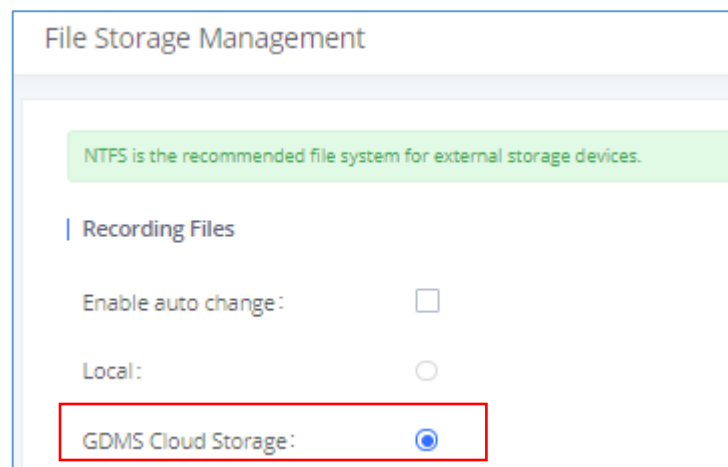 File Storage Management
NTFS is the recommended file system for external storage devices.
Recording Files
Enable auto change:
Local:
GDMS Cloud Storage: